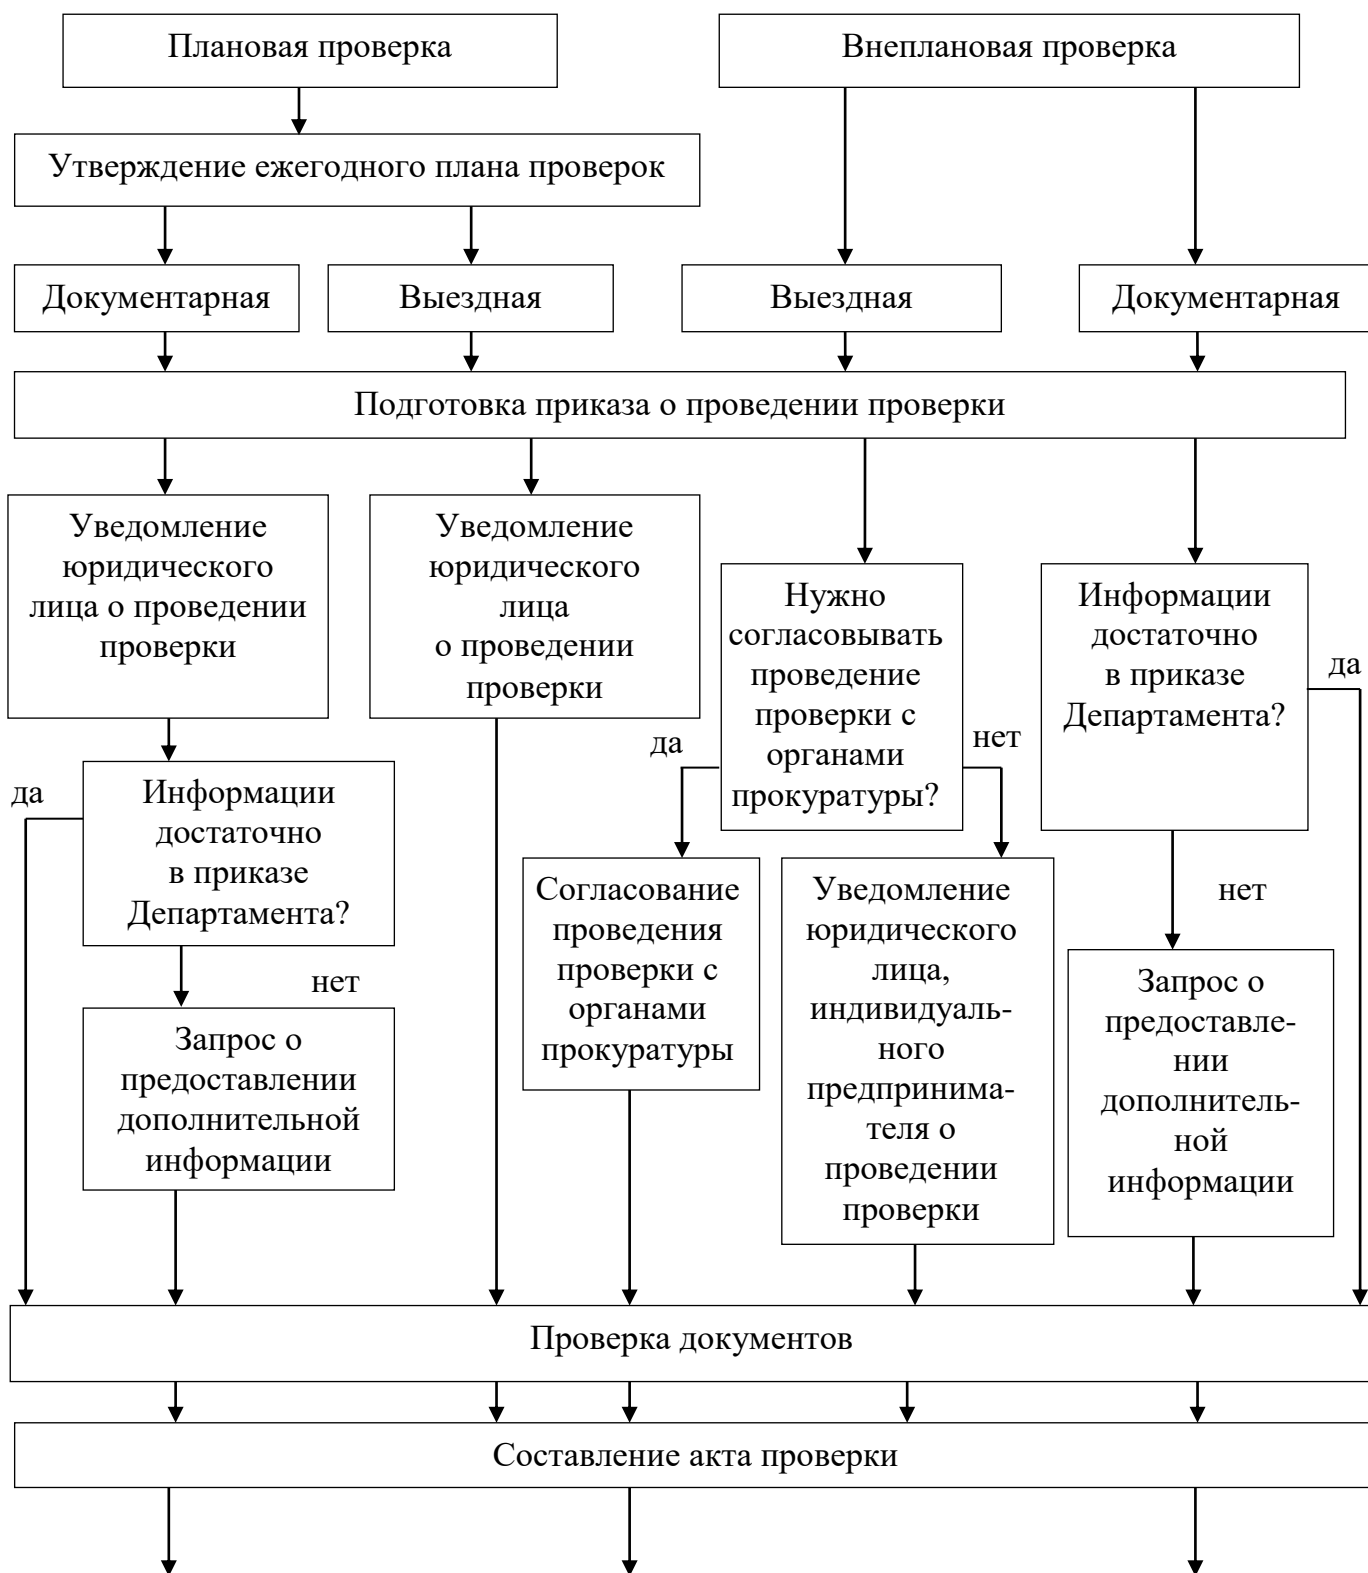 Плановая проверка
Внеплановая проверка
Утверждение ежегодного плана проверок
Документарная
Выездная
Выездная
Документарная
Подготовка приказа о проведении проверки
Уведомление
юридического
лица о проведении
проверки
Уведомление
юридического
лица
о проведении
проверки
Нужно
согласовывать
проведение
проверки с
органами
прокуратуры?
Информации
достаточно
в приказе
Департамента?
да
да
нет
да
Информации
достаточно
в приказе
Департамента?
Согласование
проведения
проверки с
органами
прокуратуры
Уведомление
юридического
лица,
индивидуаль-
ного
предпринима-
теля о
проведении
проверки
нет
нет
Запрос о
предоставлении
дополнительной
информации
Запрос о
предоставле-
нии
дополнитель-
ной
информации
Проверка документов
Составление акта проверки